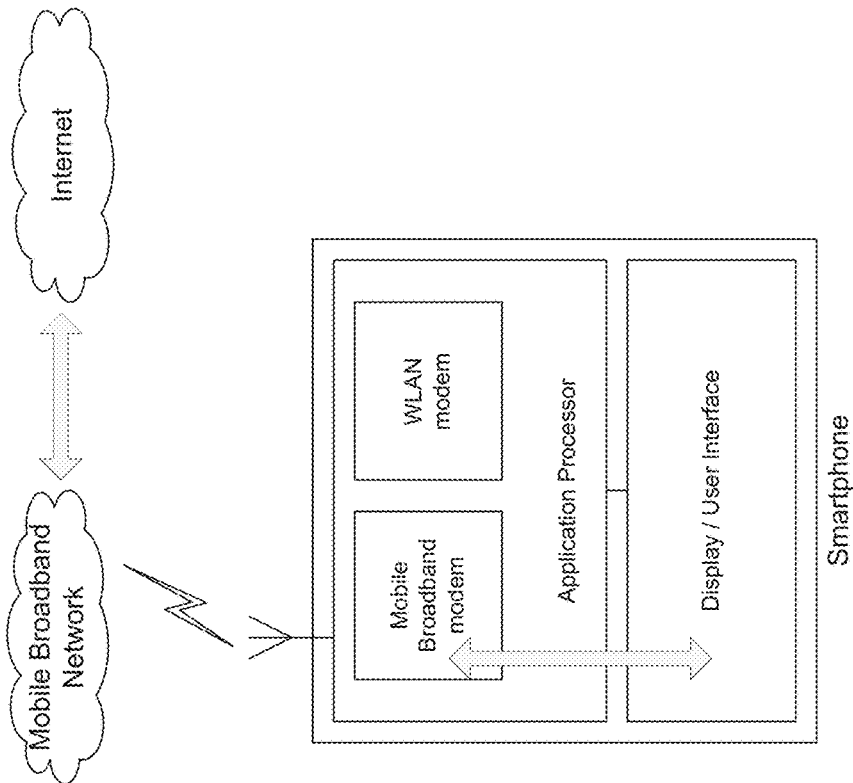 Mobile Broadband
Network
Internet
Mobile
Broadband
modem
WLAN
modem
Application Processor
Display / User Interface
Smartphone